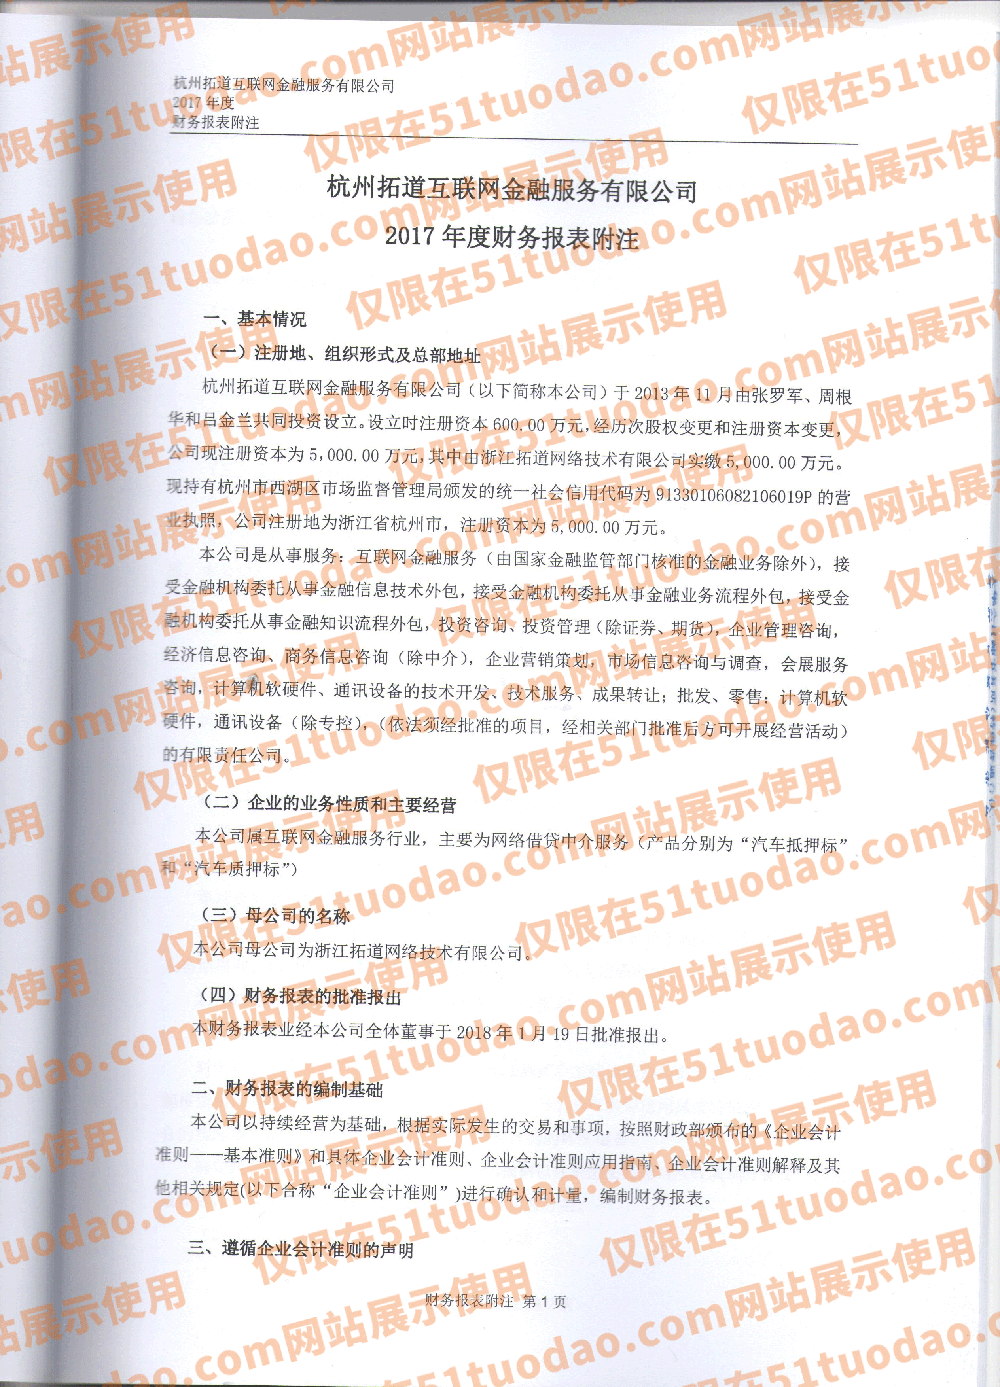 杭州拓道互联网金融服务有限公司
2017 年度
财务报表附注
杭州拓道互联网金融服务有限公司
2017 年度财务报表附注
一、基本情况
（一）注册地、组织形式及总部地址
杭州拓道互联网金融服务有限公司（以下简称本公司）于 2013 年 11 月由张罗军、周根
华和吕金兰共同投资设立。设立时注册资本 600.00 万元，经历次股权变更和注册资本变更，
公司现注册资本为 5,000.00 万元，其中由浙江拓道网络技术有限公司实缴 5,000.00 万元。
现持有杭州市西湖区市场监督管理局颁发的统一社会信用代码为 91330106082106019P 的营
业执照，公司注册地为浙江省杭州市，注册资本为 5,000.00 万元。
本公司是从事服务：互联网金融服务（由国家金融监管部门核准的金融业务除外），接
受金融机构委托从事金融信息技术外包，接受金融机构委托从事金融业务流程外包，接受金
融机构委托从事金融知识流程外包，投资咨询、投资管理（除证券、期货），企业管理咨询，
经济信息咨询、商务信息咨询（除中介），企业营销策划，市场信息咨询与调查，会展服务
咨询，计算机软硬件、通讯设备的技术开发、技术服务、成果转让；批发、零售：计算机软
硬件，通讯设备（除专控），（依法须经批准的项目，经相关部门批准后方可开展经营活动）
的有限责任公司。
（二）企业的业务性质和主要经营
本公司属互联网金融服务行业，主要为网络借贷中介服务（产品分别为“汽车抵押标”
和“汽车质押标”）
（三）母公司的名称
本公司母公司为浙江拓道网络技术有限公司。
（四）财务报表的批准报出
本财务报表业经本公司全体董事于 2018 年 1 月 19 日批准报出。
二、财务报表的编制基础
本公司以持续经营为基础，根据实际发生的交易和事项，按照财政部颁布的《企业会计
准则——基本准则》和具体企业会计准则、企业会计准则应用指南、企业会计准则解释及其
他相关规定(以下合称“企业会计准则”)进行确认和计量，编制财务报表。
三、遵循企业会计准则的声明
财务报表附注 第 1 页
仅限在51tuodao.com网站展示使用